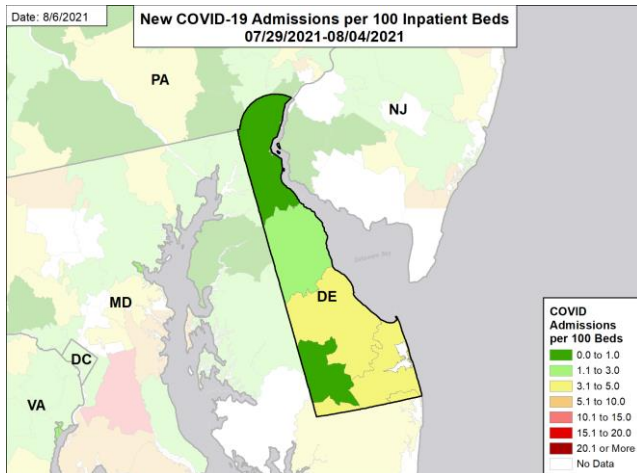 Date: 8/6/2021
New COVID-19 Admissions per 100 Inpatient Beds
07/29/2021-08/04/2021
PA
NJ
MD
DE
DC
VA
COVID
Admissions
per 100 Beds
0.0 to 1.0
1.1 to 3.0
3.1 to 5.0
5.1 to 10.0
10.1 to 15.0
15.1 to 20.0
20.1 or More
No Data